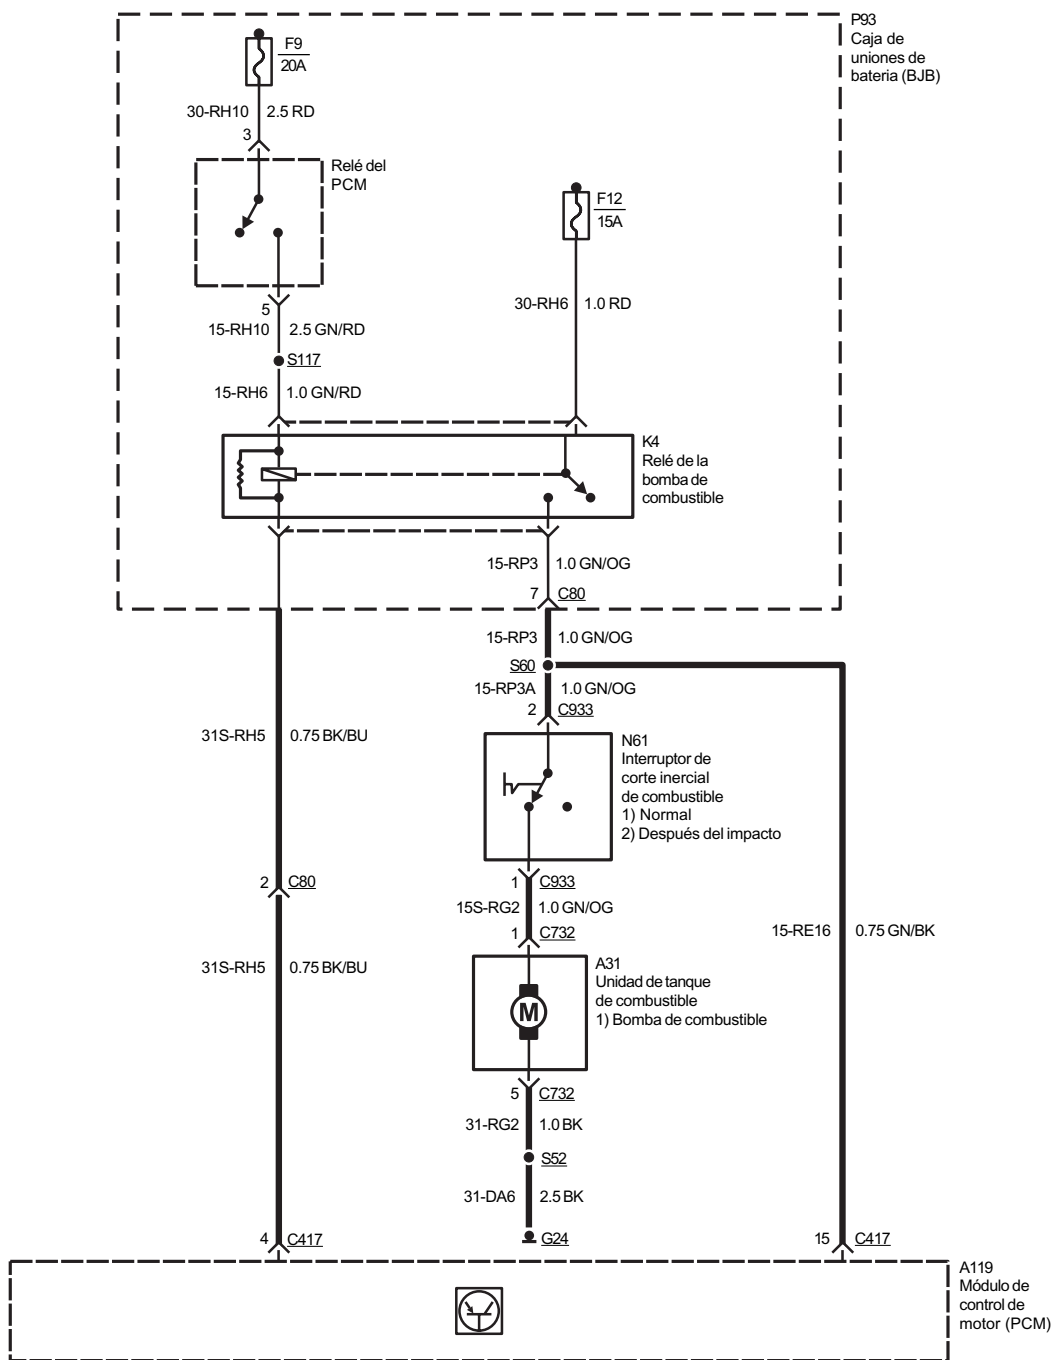 P93
Caja de
uniones de
bateria (BJB)
F9
20A
30-RH10 2.5 RD
3
Relé del
PCM
F12
15A
30-RH6 1.0 RD
5
15-RH10 2.5 GN/RD
S117
15-RH6 1.0 GN/RD
K4
Relé de la
bomba de
combustible
15-RP3 1.0 GN/OG
7 C80
15-RP3 1.0 GN/OG
S60
15-RP3A 1.0 GN/OG
2 C933
31S-RH5 0.75 BK/BU
N61
Interruptor de
corte inercial
de combustible
1) Normal
2) Después del impacto
2 C80
1 C933
15S-RG2 1.0 GN/OG
1 C732
15-RE16 0.75 GN/BK
31S-RH5 0.75 BK/BU
A31
Unidad de tanque
de combustible
1) Bomba de combustible
M
5 C732
31-RG2 1.0 BK
S52
31-DA6 2.5 BK
4 C417
G24
15 C417
A119
Módulo de
control de
motor (PCM)